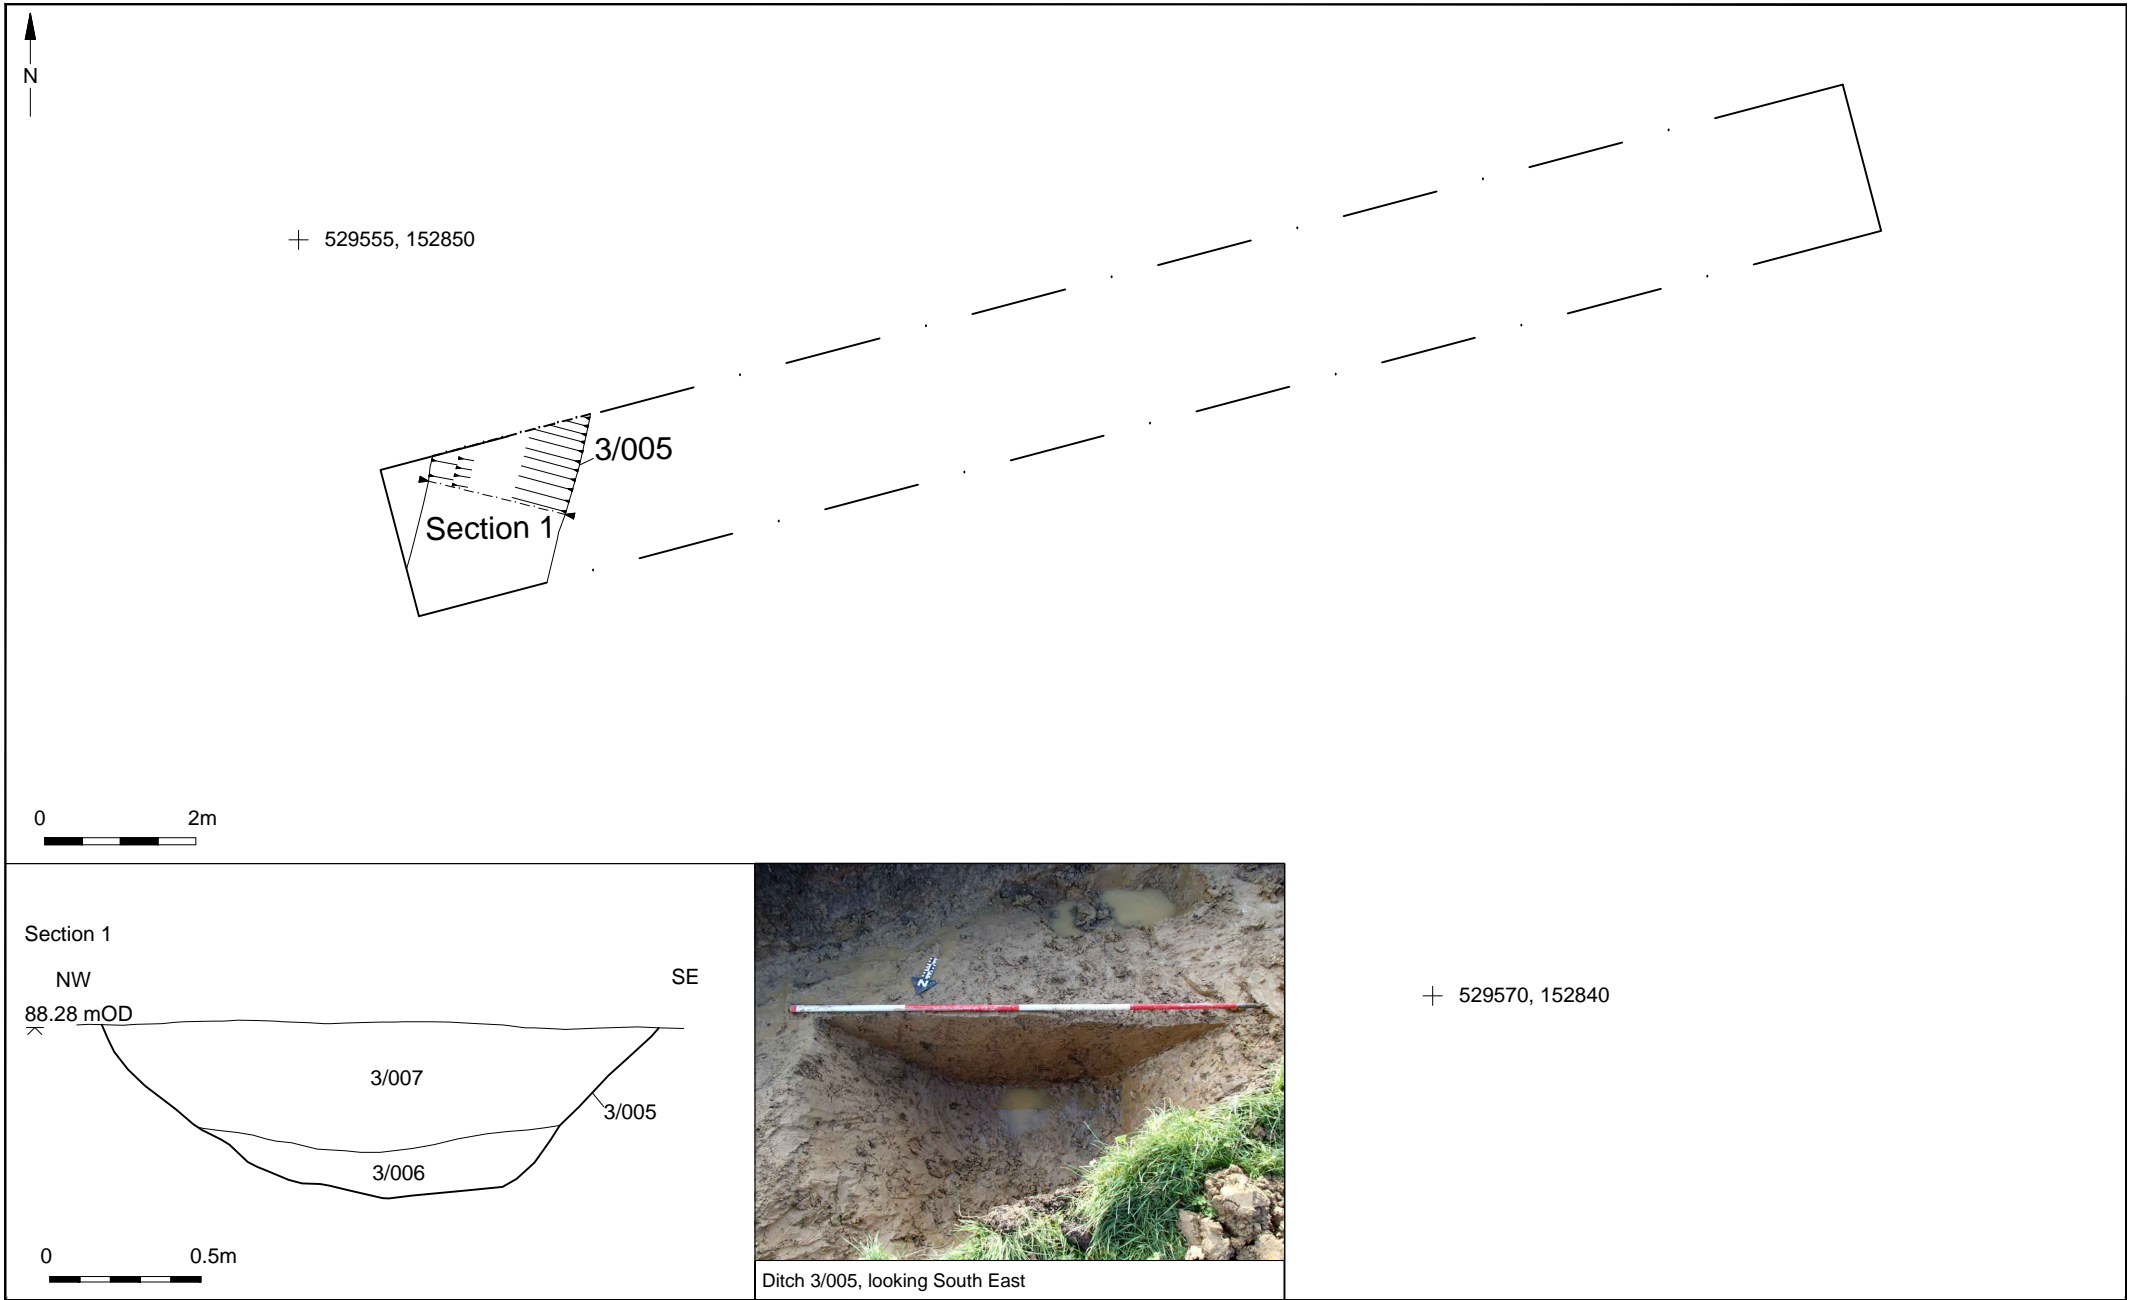 N
529555, 152850
3/005
Section 1
0 2m
Section 1
NW SE
88.28 mOD
3/007
3/005
3/006
0 0.5m
N
Ditch 3/005, looking South East
529570, 152840